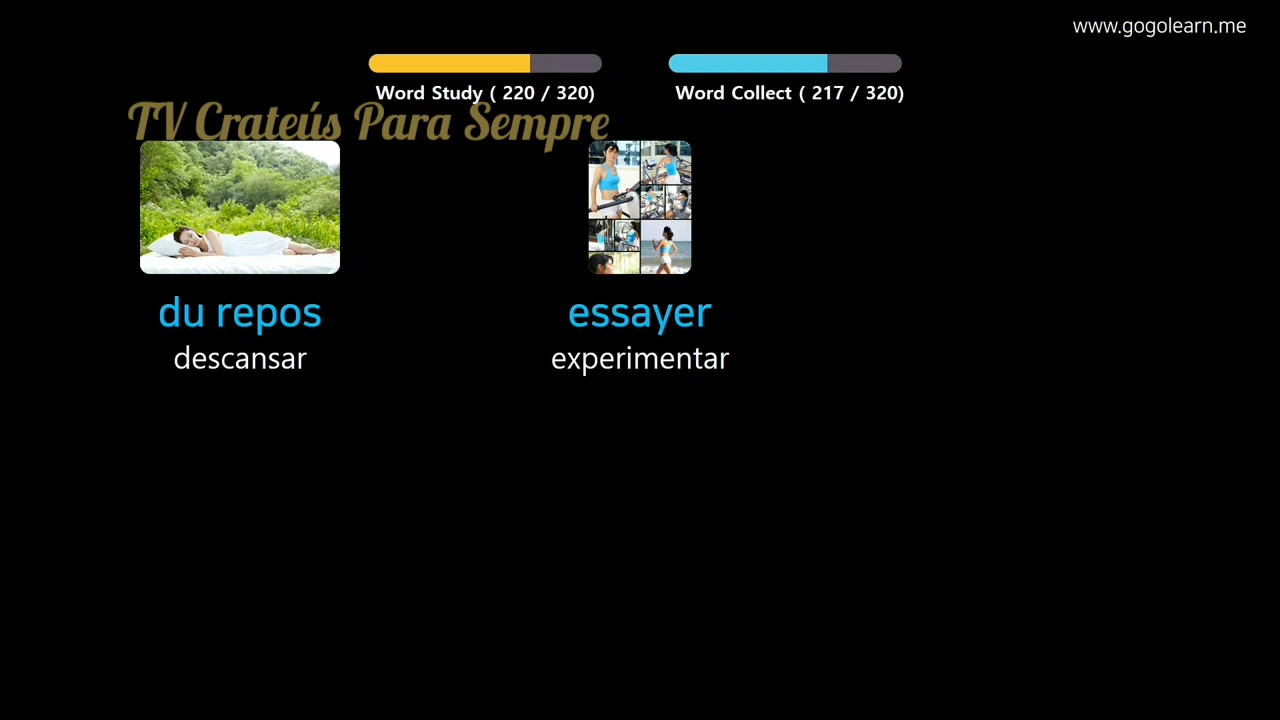 www.gogolearn.me
Word Study ( 220 / 320)
Word Collect ( 217 / 320)
TV Crateús Para Sempre
du repos
descansar
essayer
experimentar